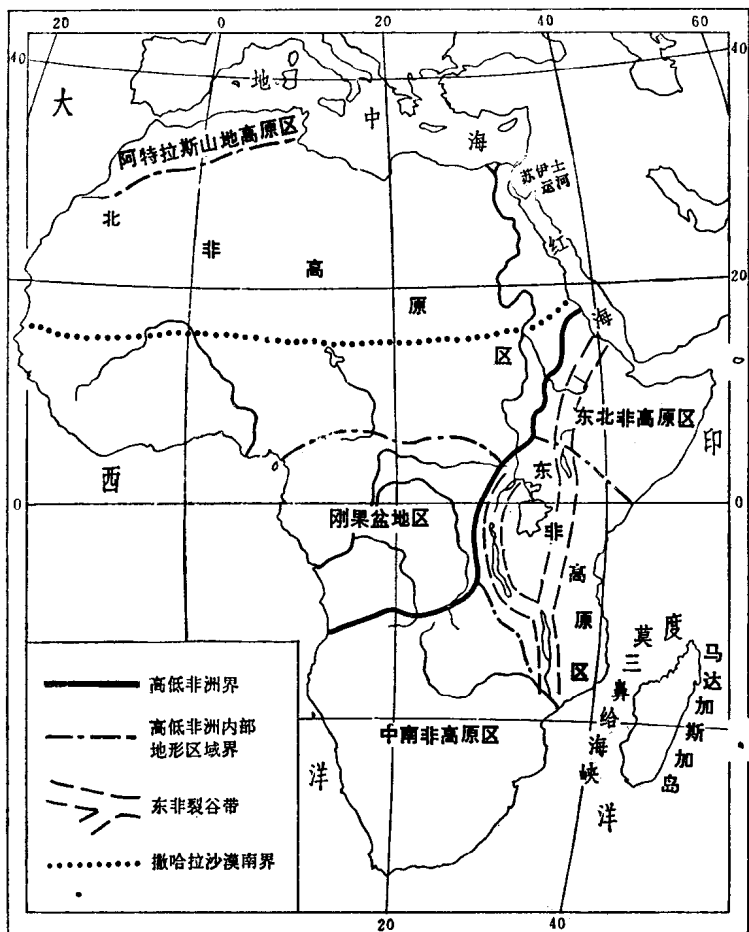 20
0
20
40
60
40
40
20
0
0
20
40
大
西
洋
地
中
海
阿特拉斯山地高原区
苏伊士
运河
红
海
北
非
高
原
区
东北非高原区
印
度
洋
刚果盆地区
东
非
高
原
区
中南非高原区
莫
三
鼻
给
海
峡
马
达
加
斯
加
岛
高低非洲界
高低非洲内部
地形区域界
东非裂谷带
撒哈拉沙漠南界